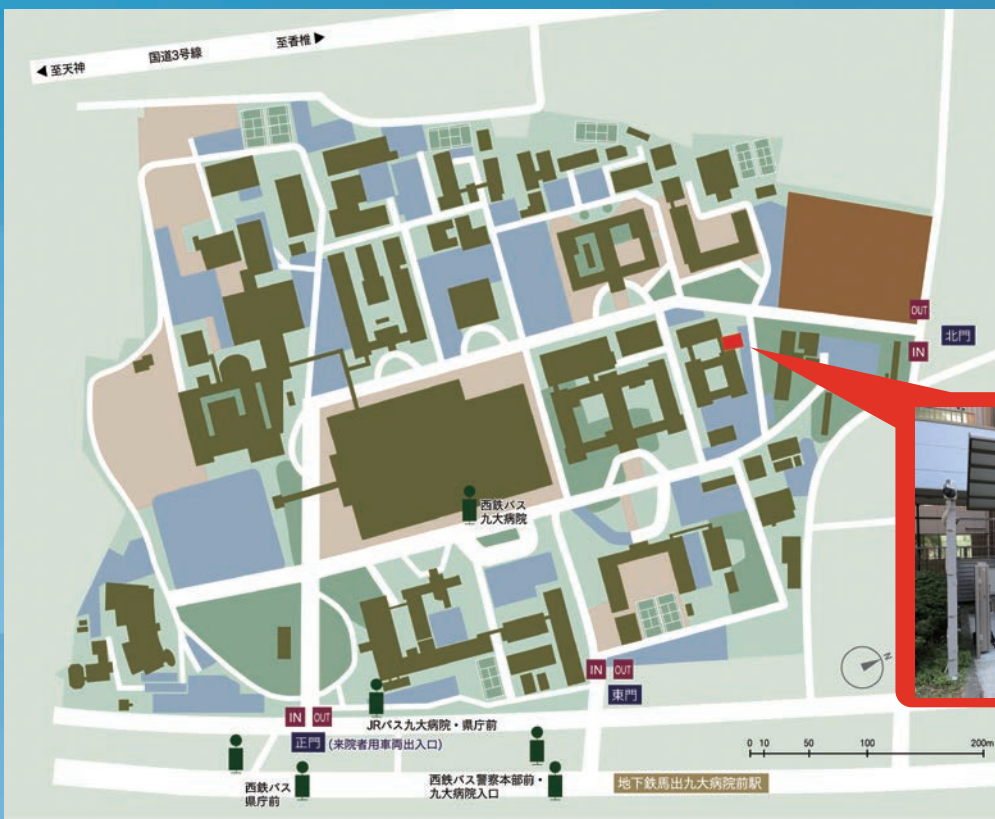 ◀至天神
国道3号線
至香椎▶
OUT
北門
IN
西鉄バス
九大病院
N
IN OUT
東門
JRバス九大病院・県庁前
IN OUT
正門 (来院者用車両出入口)
0 10 50 100 200m
西鉄バス
県庁前
西鉄バス警察本部前・
九大病院入口
地下鉄馬出九大病院前駅